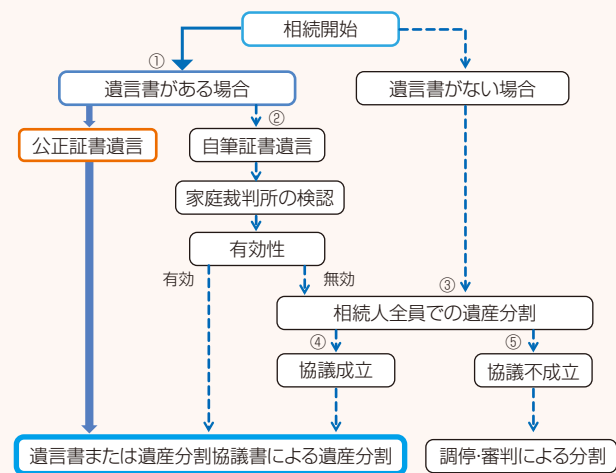 相続開始
①
遺言書がある場合
遺言書がない場合
②
公正証書遺言
自筆証書遺言
家庭裁判所の検認
有効性
有効
無効
③
相続人全員での遺産分割
④
⑤
協議成立
協議不成立
遺言書または遺産分割協議書による遺産分割
調停・審判による分割